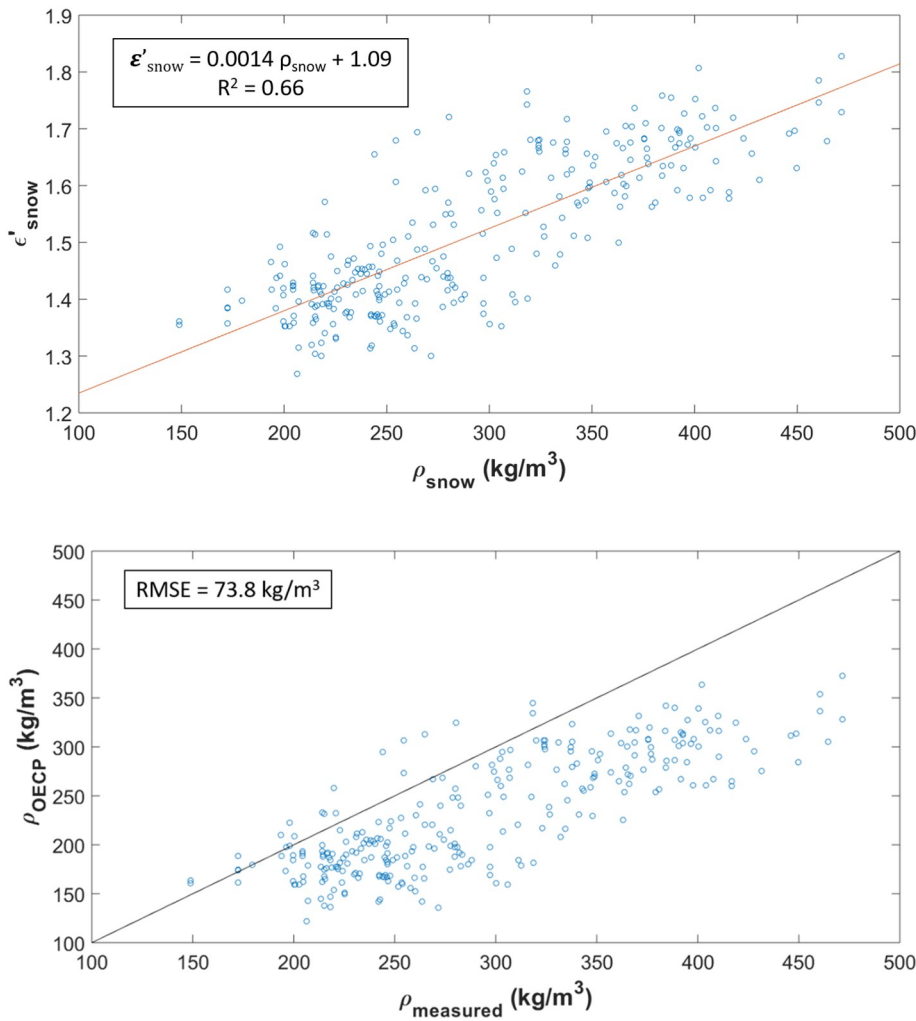 1.9
ε'snow = 0.0014 ρsnow + 1.09
R² = 0.66
1.8
1.7
1.6
1.5
1.4
1.3
1.2
ϵ'snow
100 150 200 250 300 350 400 450 500
ρsnow (kg/m³)
500
RMSE = 73.8 kg/m³
450
400
350
300
250
200
150
100
ρOECP (kg/m³)
100 150 200 250 300 350 400 450 500
ρmeasured (kg/m³)